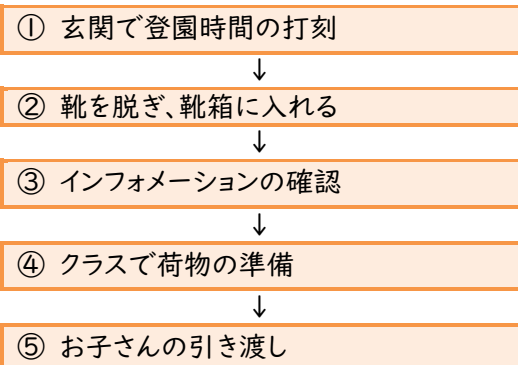 ① 玄関で登園時間の打刻
↓
② 靴を脱ぎ、靴箱に入れる
↓
③ インフォメーションの確認
↓
④ クラスで荷物の準備
↓
⑤ お子さんの引き渡し